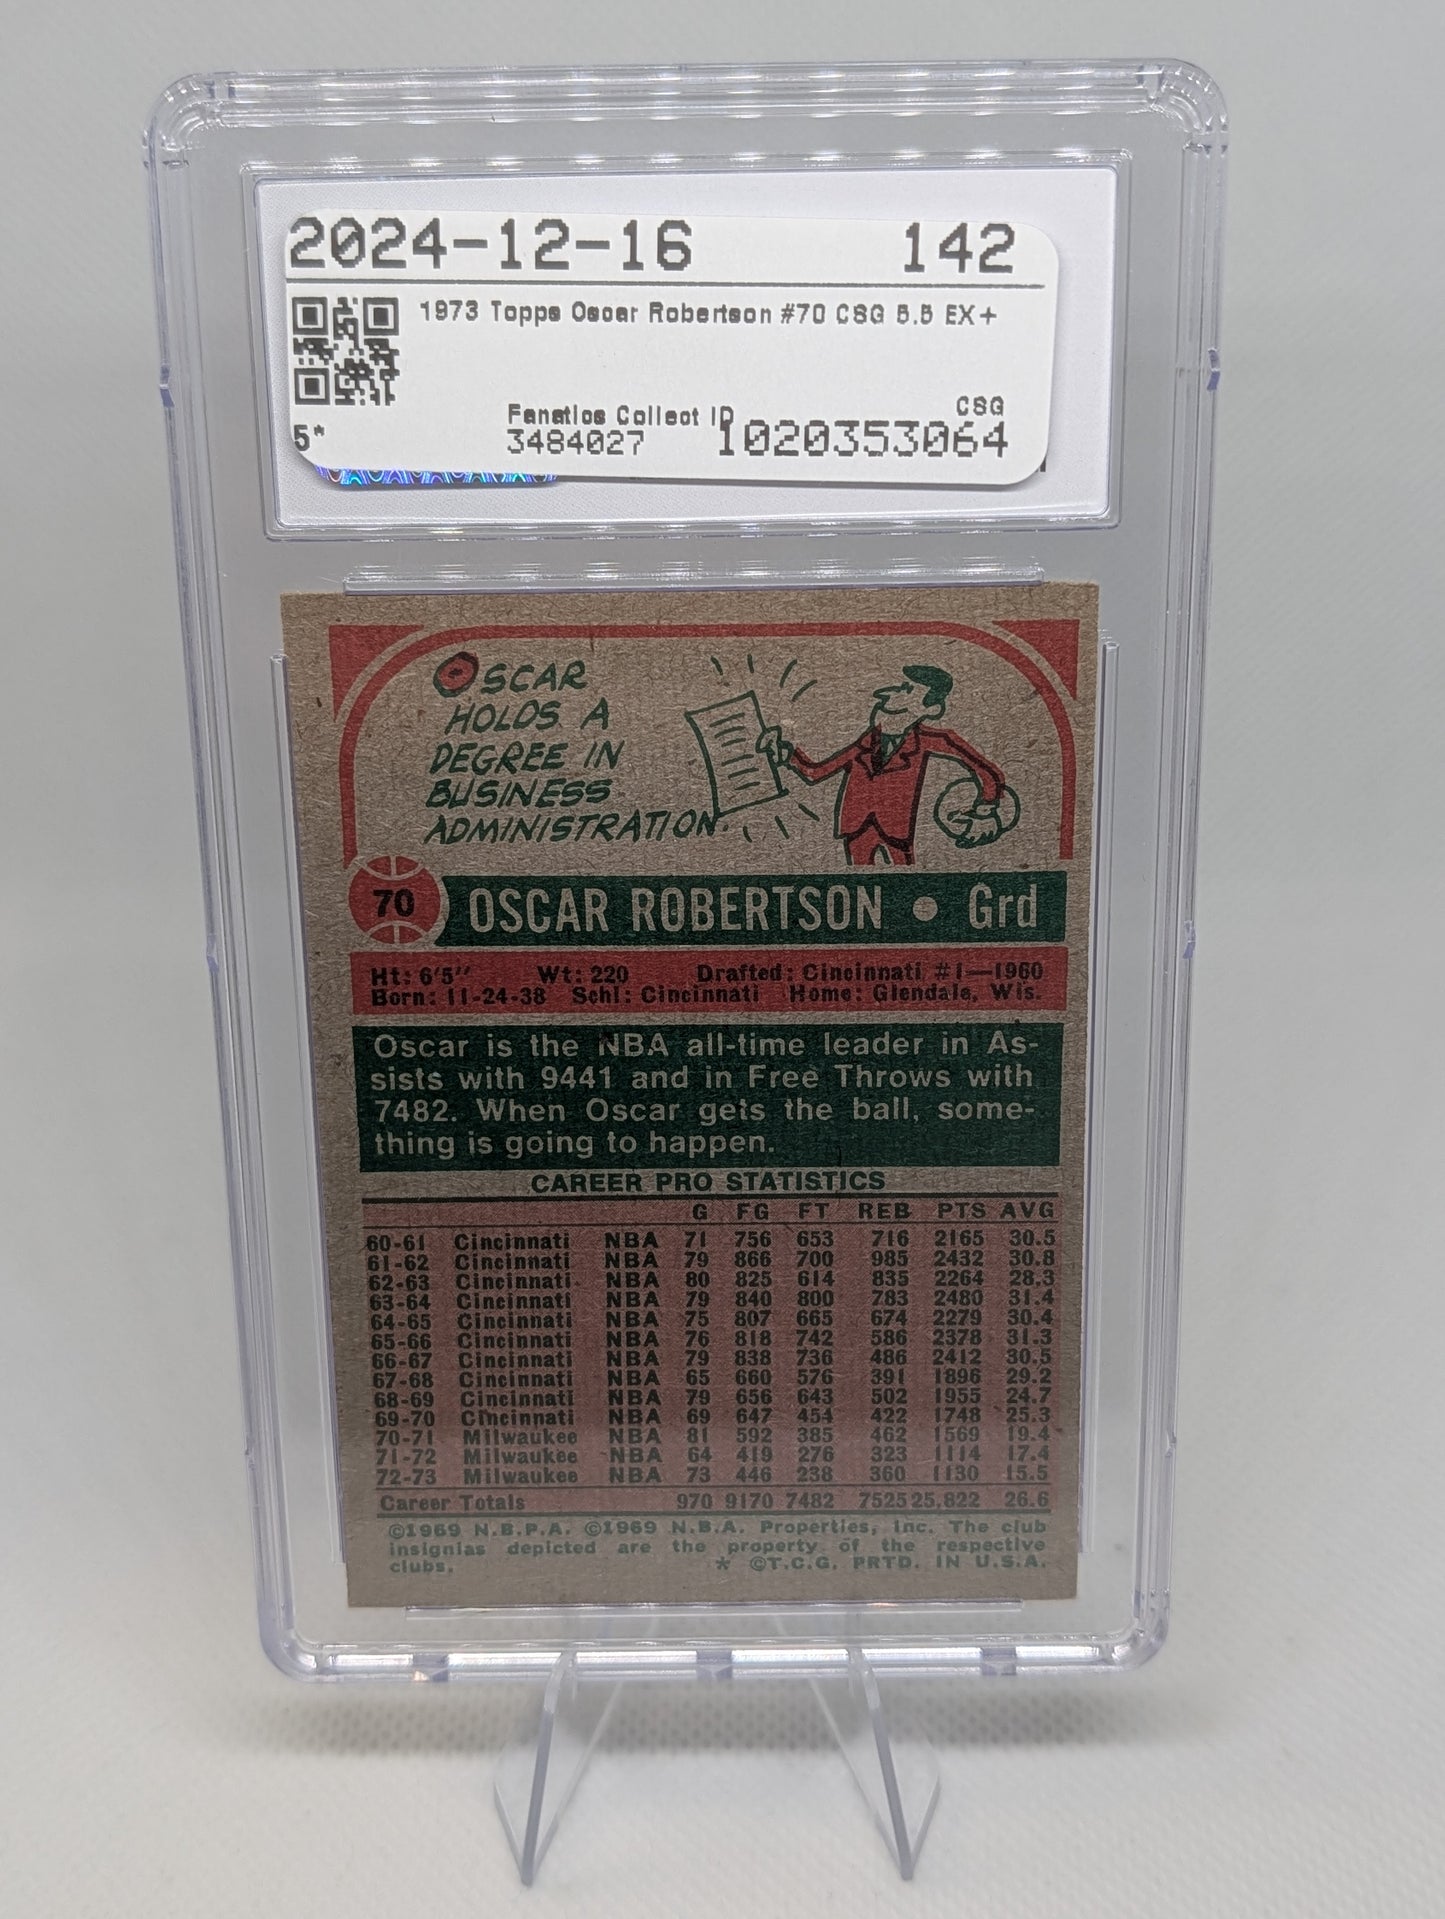 2024-12-16 142
1973 Topps Oscar Robertson #70 CSG 5.5 EX+
CSG
Fanatics Collect ID
5* 3484027 1020353064
OSCAR
HOLDS A
DEGREE IN
BUSINESS
ADMINISTRATION.
70 OSCAR ROBERTSON • Grd
Ht: 6'5" Wt: 220 Drafted: Cincinnati, #1—1960
Born: 11-24-38 Schl: Cincinnati Home: Glendale, Wis.
Oscar is the NBA all-time leader in As-
sists with 9441 and in Free Throws with
7482. When Oscar gets the ball, some-
thing is going to happen.
CAREER PRO STATISTICS
G FG FT REB PTS AVG
60-61 Cincinnati NBA 71 756 653 716 2165 30.5
61-62 Cincinnati NBA 79 866 700 985 2432 30.8
62-63 Cincinnati NBA 80 825 614 835 2264 28.3
63-64 Cincinnati NBA 79 840 800 783 2480 31.4
64-65 Cincinnati NBA 75 807 665 674 2279 30.4
65-66 Cincinnati NBA 76 818 742 586 2378 31.3
66-67 Cincinnati NBA 79 838 736 486 2412 30.5
67-68 Cincinnati NBA 65 660 576 391 1896 29.2
68-69 Cincinnati NBA 79 656 643 502 1955 24.7
69-70 Cincinnati NBA 69 647 454 422 1748 25.3
70-71 Milwaukee NBA 81 592 385 462 1569 19.4
71-72 Milwaukee NBA 64 419 276 323 1114 17.4
72-73 Milwaukee NBA 73 446 238 360 1130 15.5
Career Totals 970 9170 7482 7525 25,822 26.6
©1969 N.B.P.A. ©1969 N.B.A. Properties, Inc. The club
insignias depicted are the property of the respective
clubs. * ©T.C.G. PRTD. IN U.S.A.